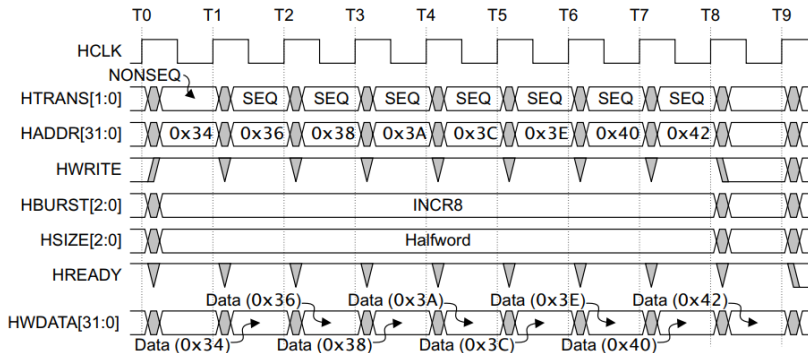 T0 T1 T2 T3 T4 T5 T6 T7 T8 T9
HCLK
NONSEQ
HTRANS[1:0] SEQ SEQ SEQ SEQ SEQ SEQ SEQ
HADDR[31:0] 0x34 0x36 0x38 0x3A 0x3C 0x3E 0x40 0x42
HWRITE
HBURST[2:0] INCR8
HSIZE[2:0] Halfword
HREADY
Data (0x36) Data (0x3A) Data (0x3E) Data (0x42)
HWDATA[31:0]
Data (0x34) Data (0x38) Data (0x3C) Data (0x40)